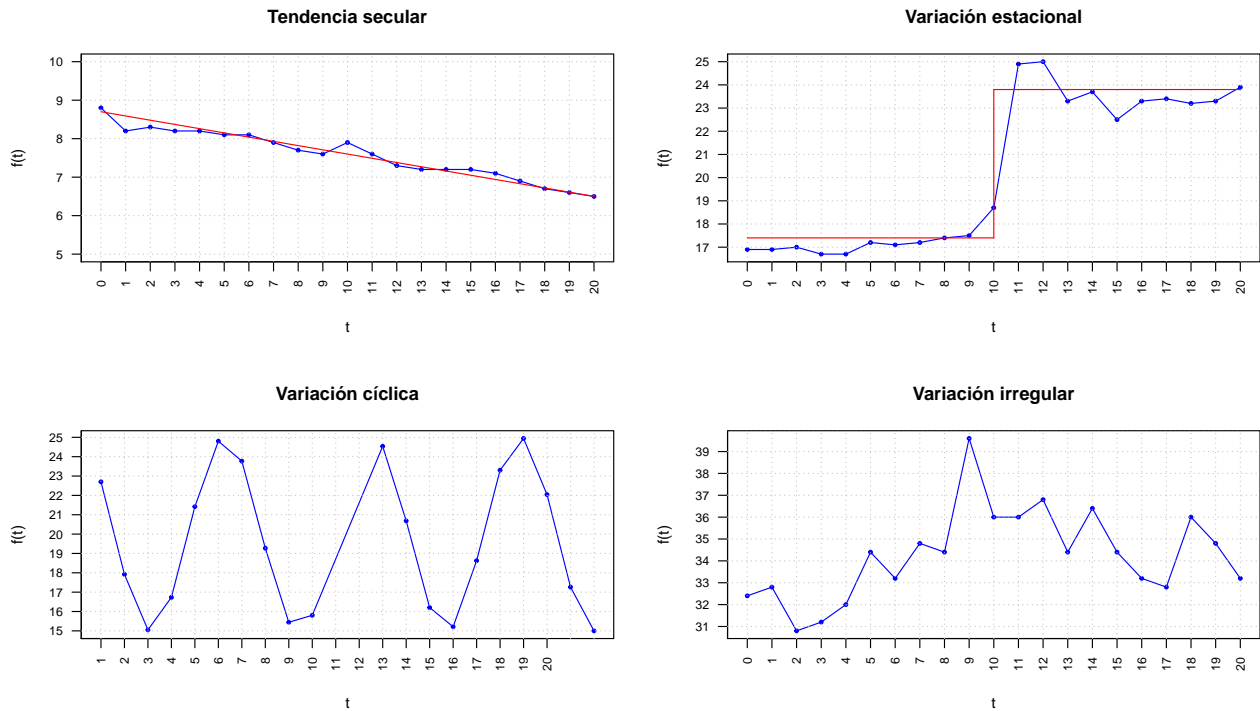 Tendencia secular
f(t)
10
9
8
7
6
5
0 1 2 3 4 5 6 7 8 9 10 11 12 13 14 15 16 17 18 19 20
t
Variación estacional
f(t)
25
24
23
22
21
20
19
18
17
0 1 2 3 4 5 6 7 8 9 10 11 12 13 14 15 16 17 18 19 20
t
Variación cíclica
f(t)
25
24
23
22
21
20
19
18
17
16
15
1 2 3 4 5 6 7 8 9 10 11 12 13 14 15 16 17 18 19 20
t
Variación irregular
f(t)
39
38
37
36
35
34
33
32
31
0 1 2 3 4 5 6 7 8 9 10 11 12 13 14 15 16 17 18 19 20
t